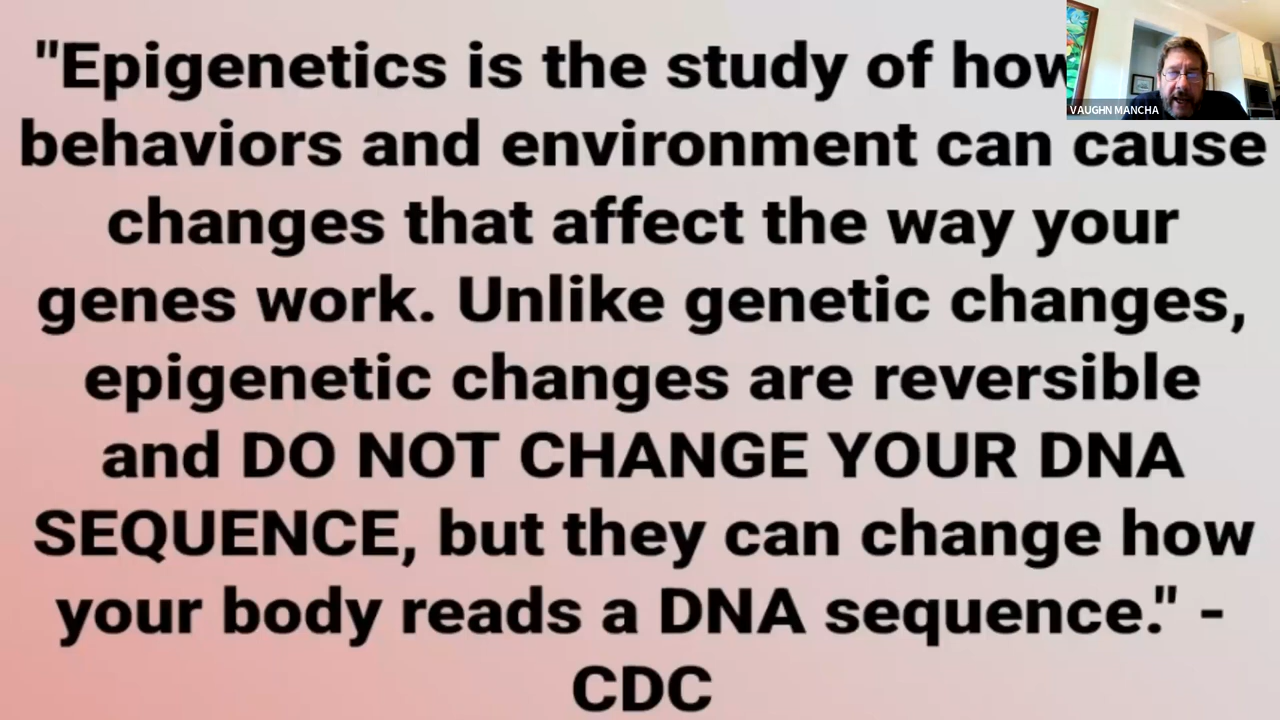 "Epigenetics is the study of how
VAUGHN MANCHA
behaviors and environment can cause
changes that affect the way your
genes work. Unlike genetic changes,
epigenetic changes are reversible
and DO NOT CHANGE YOUR DNA
SEQUENCE, but they can change how
your body reads a DNA sequence." -
CDC